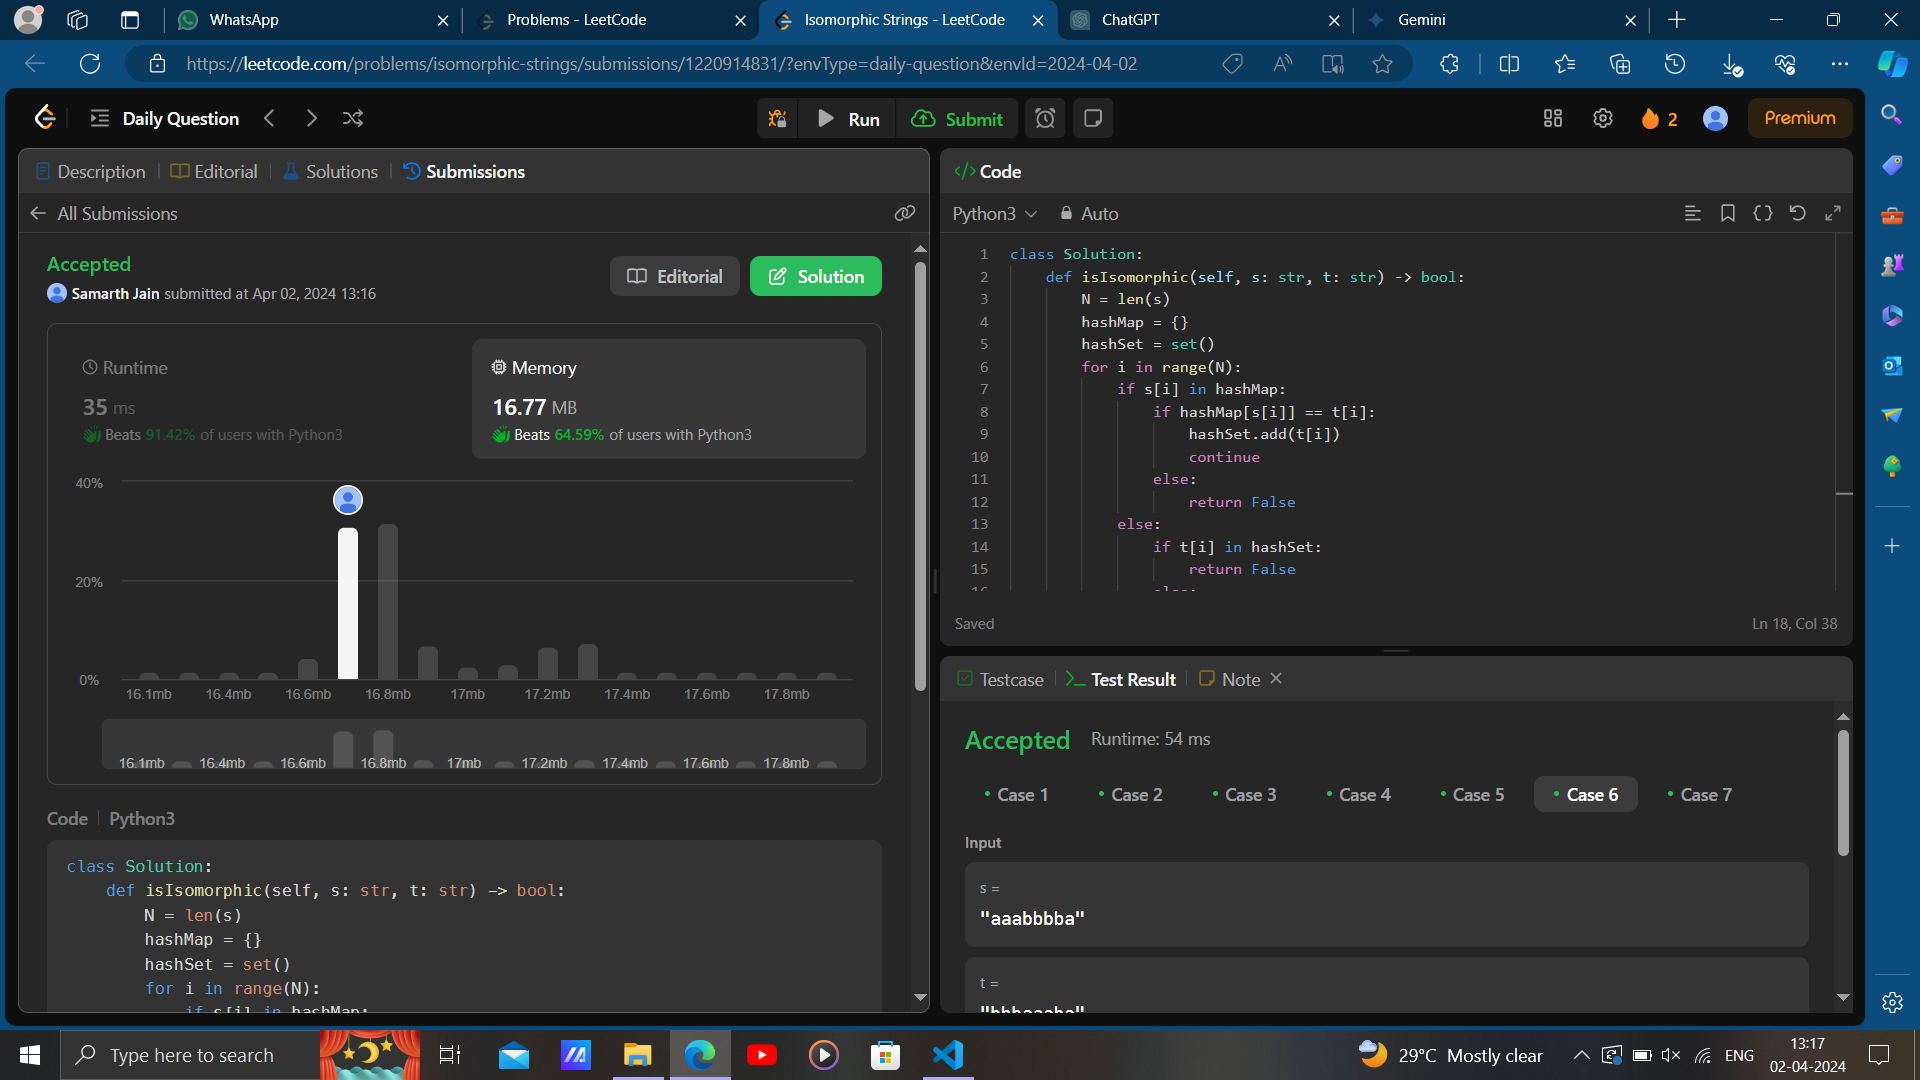 WhatsApp
Problems - LeetCode
Isomorphic Strings - LeetCode
ChatGPT
Gemini
https://leetcode.com/problems/isomorphic-strings/submissions/1220914831/?envType=daily-question&envId=2024-04-02
Daily Question
Run
Submit
2
Premium
Description
Editorial
Solutions
Submissions
All Submissions
Accepted
Samarth Jain submitted at Apr 02, 2024 13:16
Editorial
Solution
Runtime
35 ms
Beats 91.42% of users with Python3
Memory
16.77 MB
Beats 64.59% of users with Python3
40%
20%
0%
16.1mb 16.4mb 16.6mb 16.8mb 17mb 17.2mb 17.4mb 17.6mb 17.8mb
16.1mb 16.4mb 16.6mb 16.8mb 17mb 17.2mb 17.4mb 17.6mb 17.8mb
Code | Python3
class Solution:
    def isIsomorphic(self, s: str, t: str) -> bool:
        N = len(s)
        hashMap = {}
        hashSet = set()
        for i in range(N):
            if s[i] in hashMap:
Code
Python3
Auto
1 class Solution:
2     def isIsomorphic(self, s: str, t: str) -> bool:
3         N = len(s)
4         hashMap = {}
5         hashSet = set()
6         for i in range(N):
7             if s[i] in hashMap:
8                 if hashMap[s[i]] == t[i]:
9                     hashSet.add(t[i])
10                     continue
11                 else:
12                     return False
13             else:
14                 if t[i] in hashSet:
15                     return False
16                 else:
Saved
Ln 18, Col 38
Testcase
Test Result
Note
Accepted
Runtime: 54 ms
Case 1
Case 2
Case 3
Case 4
Case 5
Case 6
Case 7
Input
s =
"aaabbbba"
t =
Type here to search
29°C Mostly clear
ENG
13:17
02-04-2024